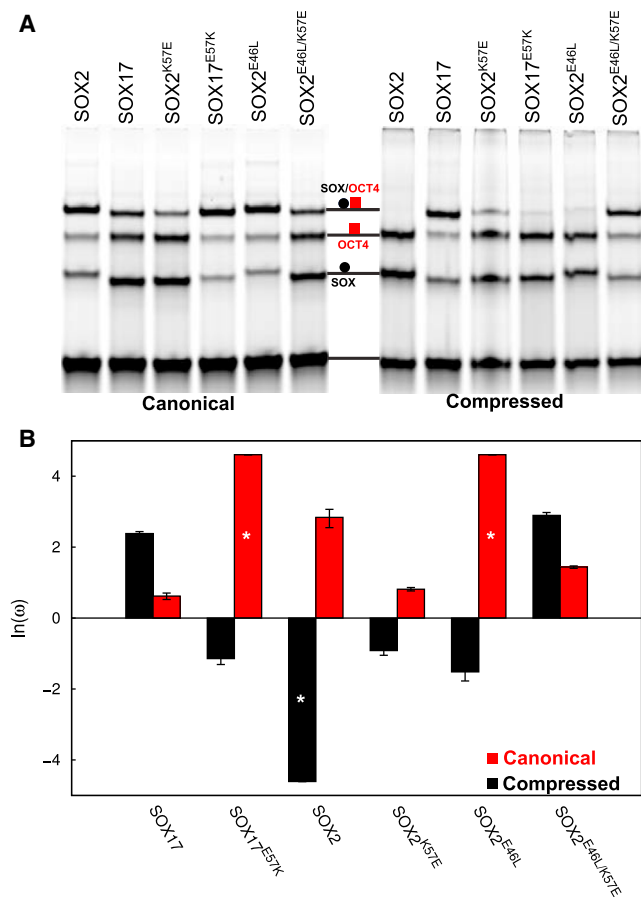 A
SOX2
SOX17
SOX2K57E
SOX17E57K
SOX2E46L
SOX2E46L/K57E
SOX2
SOX17
SOX2K57E
SOX17E57K
SOX2E46L
SOX2E46L/K57E
SOX/OCT4
OCT4
SOX
Canonical
Compressed
B
4
2
0
−2
−4
ln(ω)
*
*
*
Canonical
Compressed
SOX17
SOX17E57K
SOX2
SOX2K57E
SOX2E46L
SOX2E46L/K57E